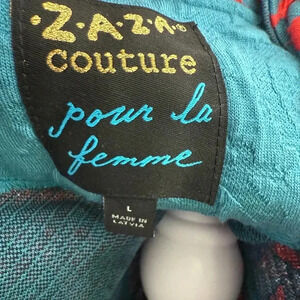 ·Z·A·Z·A·®
couture
pour la
femme
L
MADE IN
LATVIA